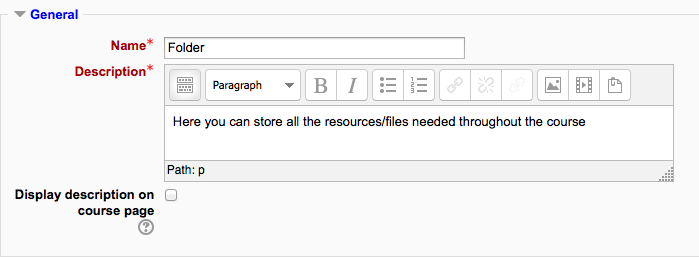 General
Name*
Folder
Description*
Paragraph
B I
Here you can store all the resources/files needed throughout the course
Path: p
Display description on
course page
?